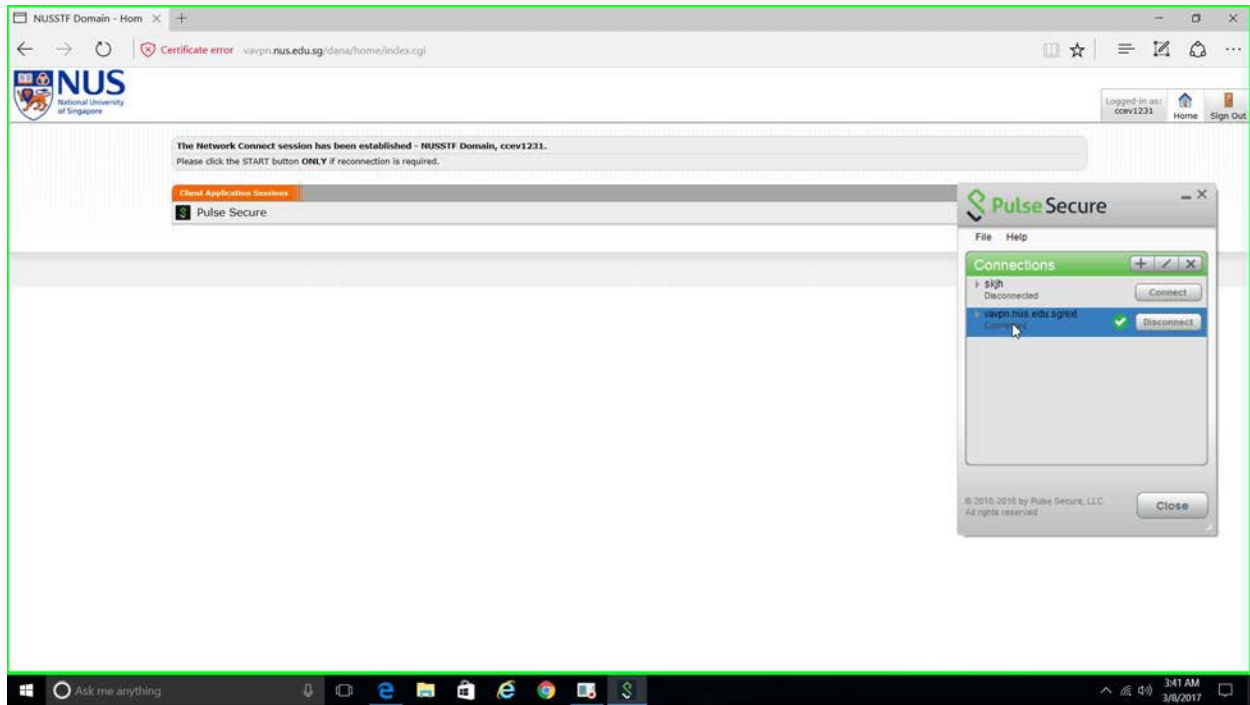 NUSSTF Domain - Hom
Certificate error vavpn.nus.edu.sg/dana/home/index.cgi
NUS
National University
of Singapore
Logged-in as:
ccev1231
Home
Sign Out
The Network Connect session has been established - NUSSTF Domain, ccev1231.
Please click the START button ONLY if reconnection is required.
Client Application Sessions
Pulse Secure
Pulse Secure
File Help
Connections
skjh
Disconnected
Connect
vavpn.nus.edu.sg/ext
Disconnect
© 2010-2016 by Pulse Secure, LLC
All rights reserved
Close
Ask me anything
3:41 AM
3/8/2017